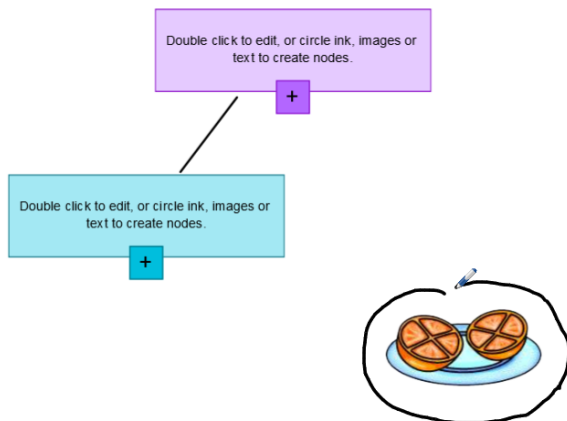 Double click to edit, or circle ink, images or
text to create nodes.
+
Double click to edit, or circle ink, images or
text to create nodes.
+